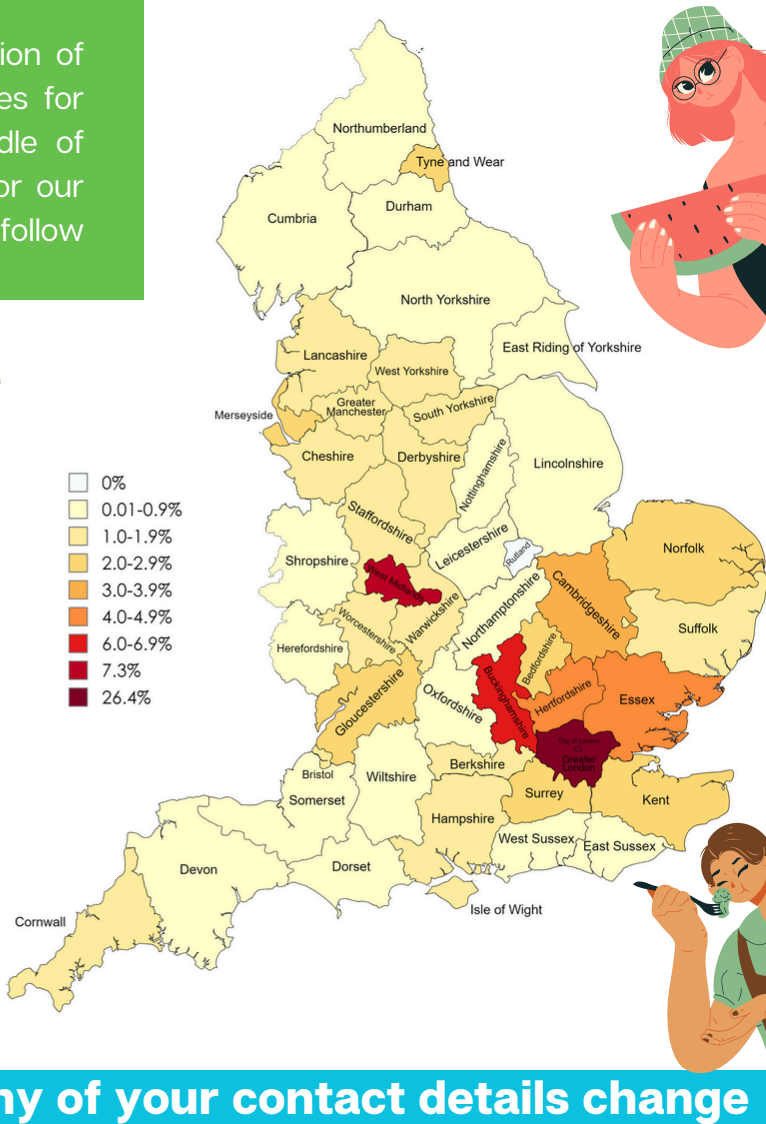 ion of
es for
dle of
or our
follow
Northumberland
Tyne and Wear
Cumbria
Durham
North Yorkshire
East Riding of Yorkshire
Lancashire
West Yorkshire
Merseyside
Greater
Manchester
South Yorkshire
Cheshire
Derbyshire
Nottinghamshire
Lincolnshire
0%
0.01-0.9%
1.0-1.9%
2.0-2.9%
3.0-3.9%
4.0-4.9%
6.0-6.9%
7.3%
26.4%
Staffordshire
Shropshire
Leicestershire
Rutland
Norfolk
West Midlands
Cambridgeshire
Northamptonshire
Suffolk
Worcestershire
Warwickshire
Herefordshire
Bedfordshire
Buckinghamshire
Hertfordshire
Essex
Gloucestershire
Oxfordshire
City of London
Greater
London
Bristol
Wiltshire
Berkshire
Somerset
Surrey
Kent
Hampshire
West Sussex
East Sussex
Devon
Dorset
Isle of Wight
Cornwall
ny of your contact details change